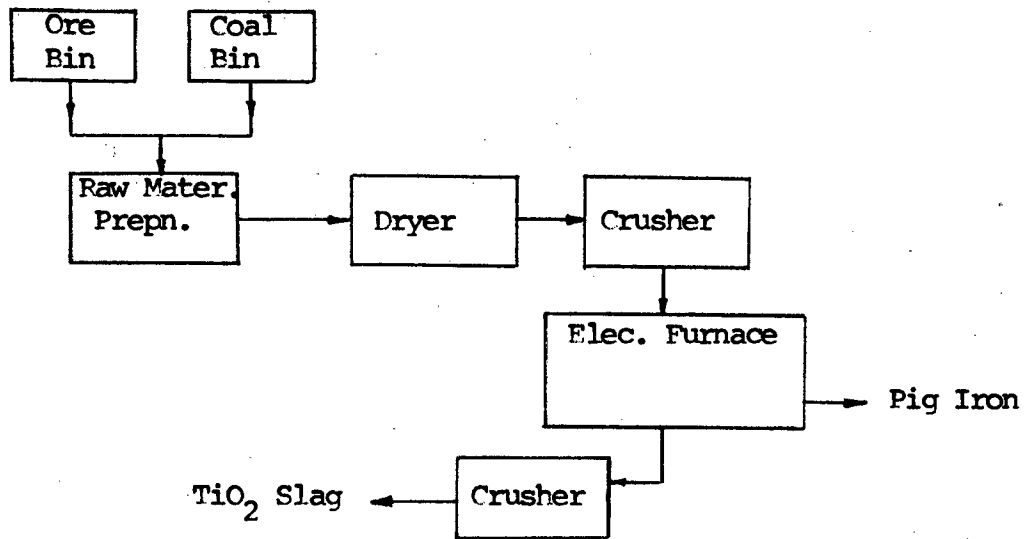 Ore
Bin
Coal
Bin
Raw Mater.
Prepn.
Dryer
Crusher
Elec. Furnace
Pig Iron
TiO₂ Slag
Crusher